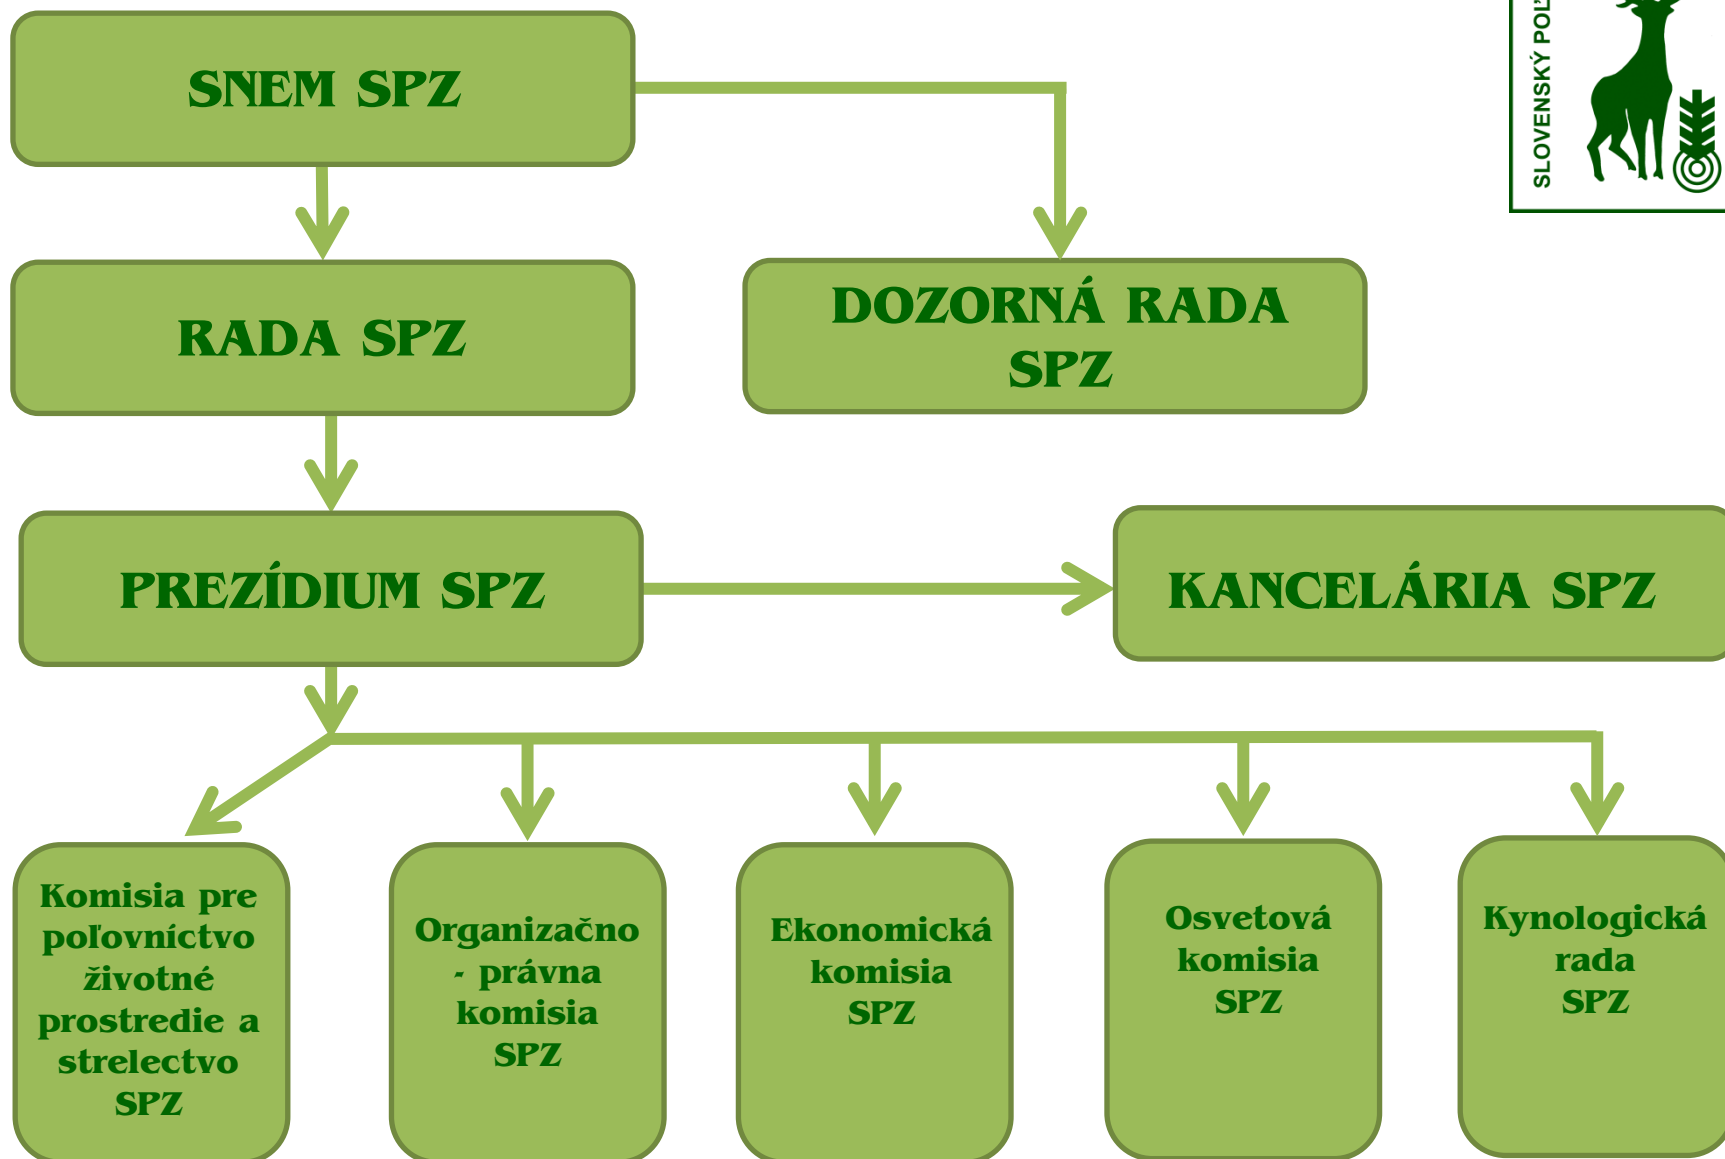 SNEM SPZ
SLOVENSKÝ
RADA SPZ
DOZORNÁ RADA
SPZ
PREZÍDIUM SPZ
KANCELÁRIA SPZ
Komisia pre
poľovníctvo
životné
prostredie a
strelectvo
SPZ
Organizačno
- právna
komisia
SPZ
Ekonomická
komisia
SPZ
Osvetová
komisia
SPZ
Kynologická
rada
SPZ